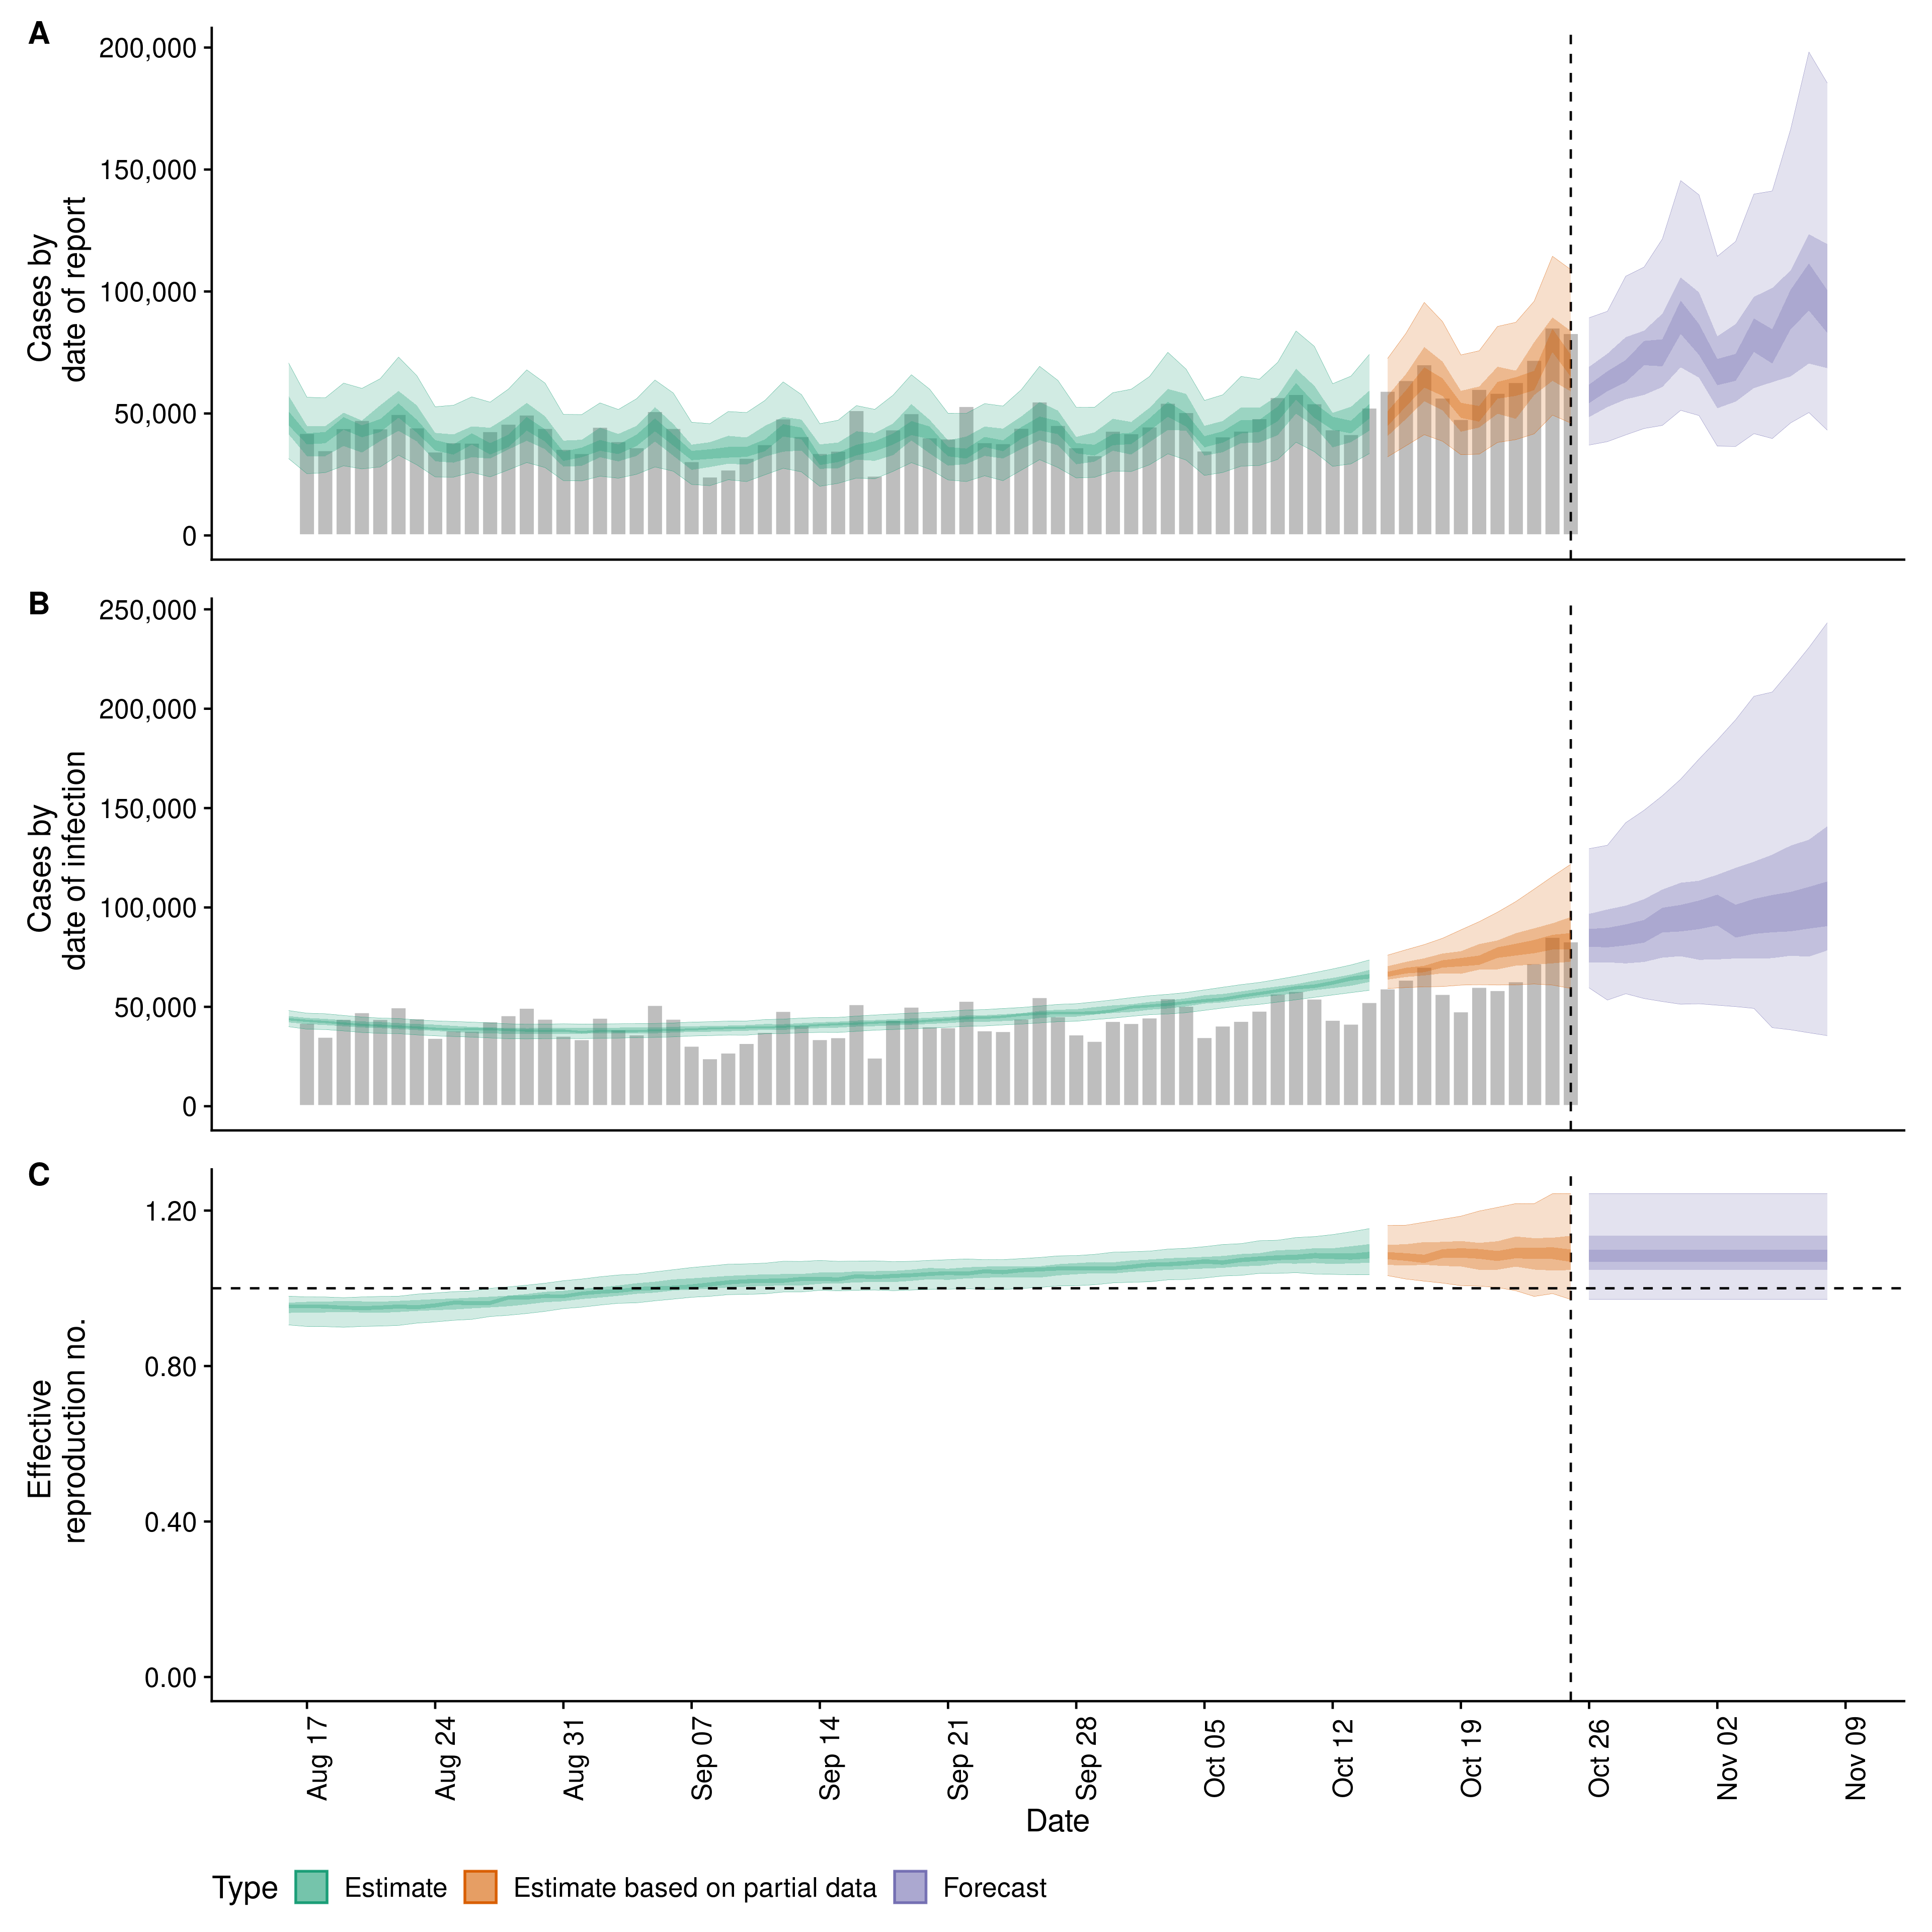 A
200,000
150,000
100,000
50,000
0
Cases by
date of report
B
250,000
200,000
150,000
100,000
50,000
0
Cases by
date of infection
C
1.20
0.80
0.40
0.00
Effective
reproduction no.
Aug 17
Aug 24
Aug 31
Sep 07
Sep 14
Sep 21
Sep 28
Oct 05
Oct 12
Oct 19
Oct 26
Nov 02
Nov 09
Date
Type Estimate Estimate based on partial data Forecast